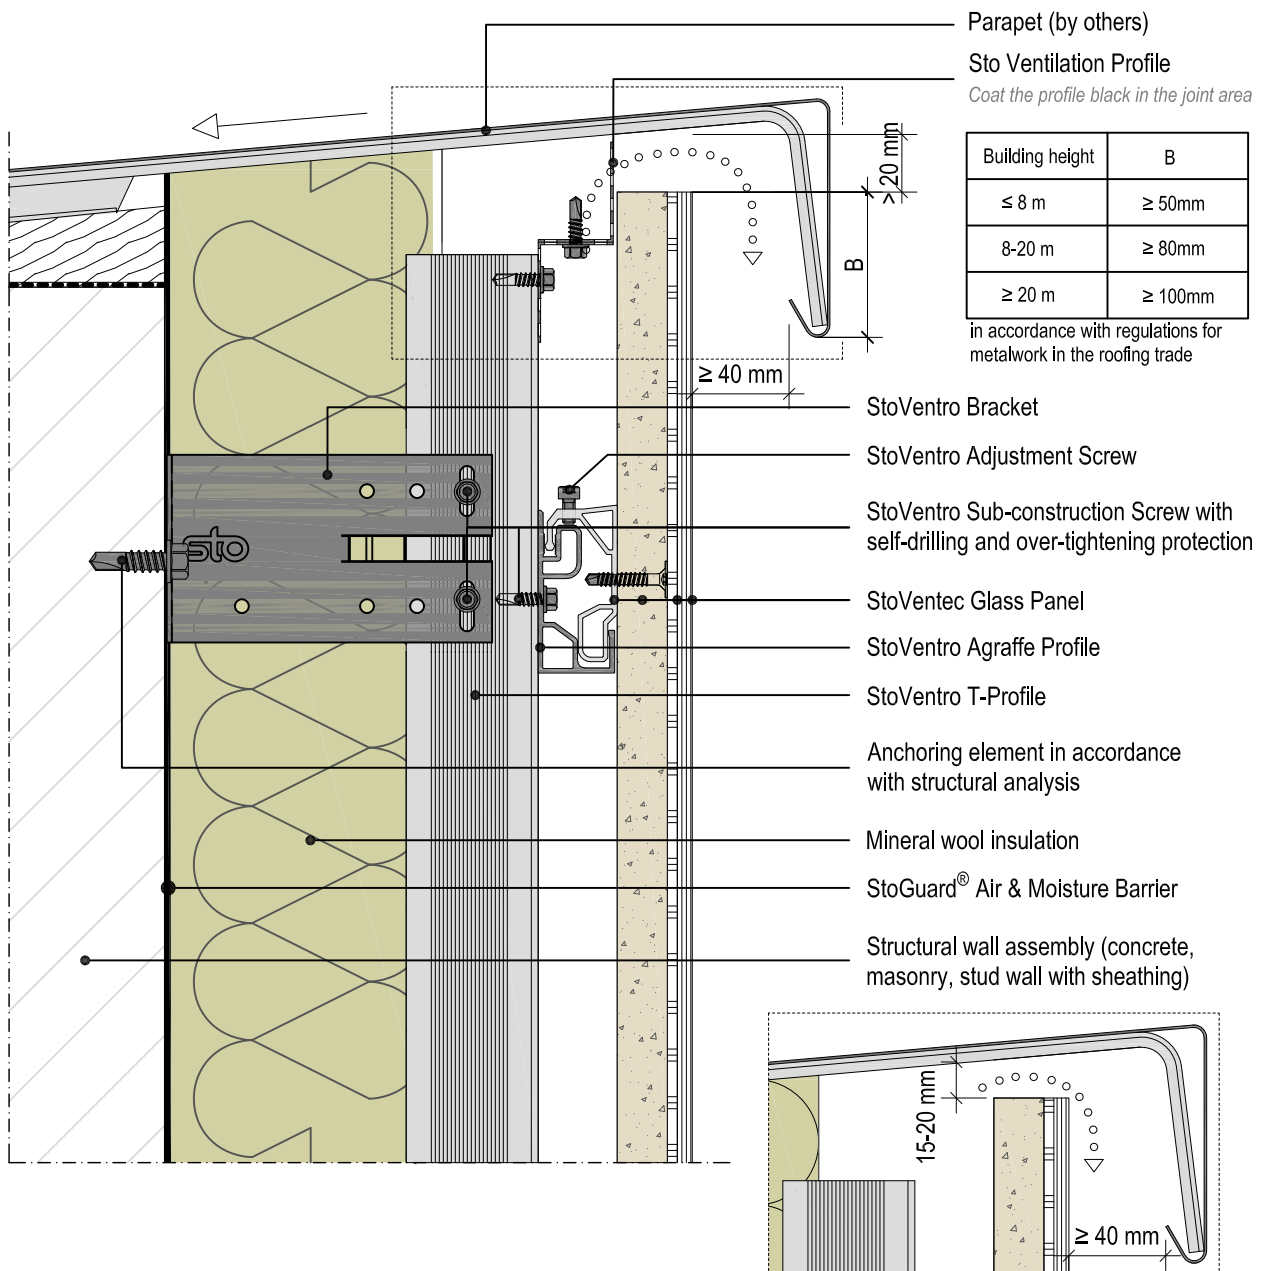 Parapet (by others)
Sto Ventilation Profile
Coat the profile black in the joint area
Building height B
≤ 8 m ≥ 50mm
8-20 m ≥ 80mm
≥ 20 m ≥ 100mm
in accordance with regulations for
metalwork in the roofing trade
> 20 mm
B
≥ 40 mm
StoVentro Bracket
StoVentro Adjustment Screw
StoVentro Sub-construction Screw with
self-drilling and over-tightening protection
sto
StoVentec Glass Panel
StoVentro Agraffe Profile
StoVentro T-Profile
Anchoring element in accordance
with structural analysis
Mineral wool insulation
StoGuard® Air & Moisture Barrier
Structural wall assembly (concrete,
masonry, stud wall with sheathing)
15-20 mm
≥ 40 mm